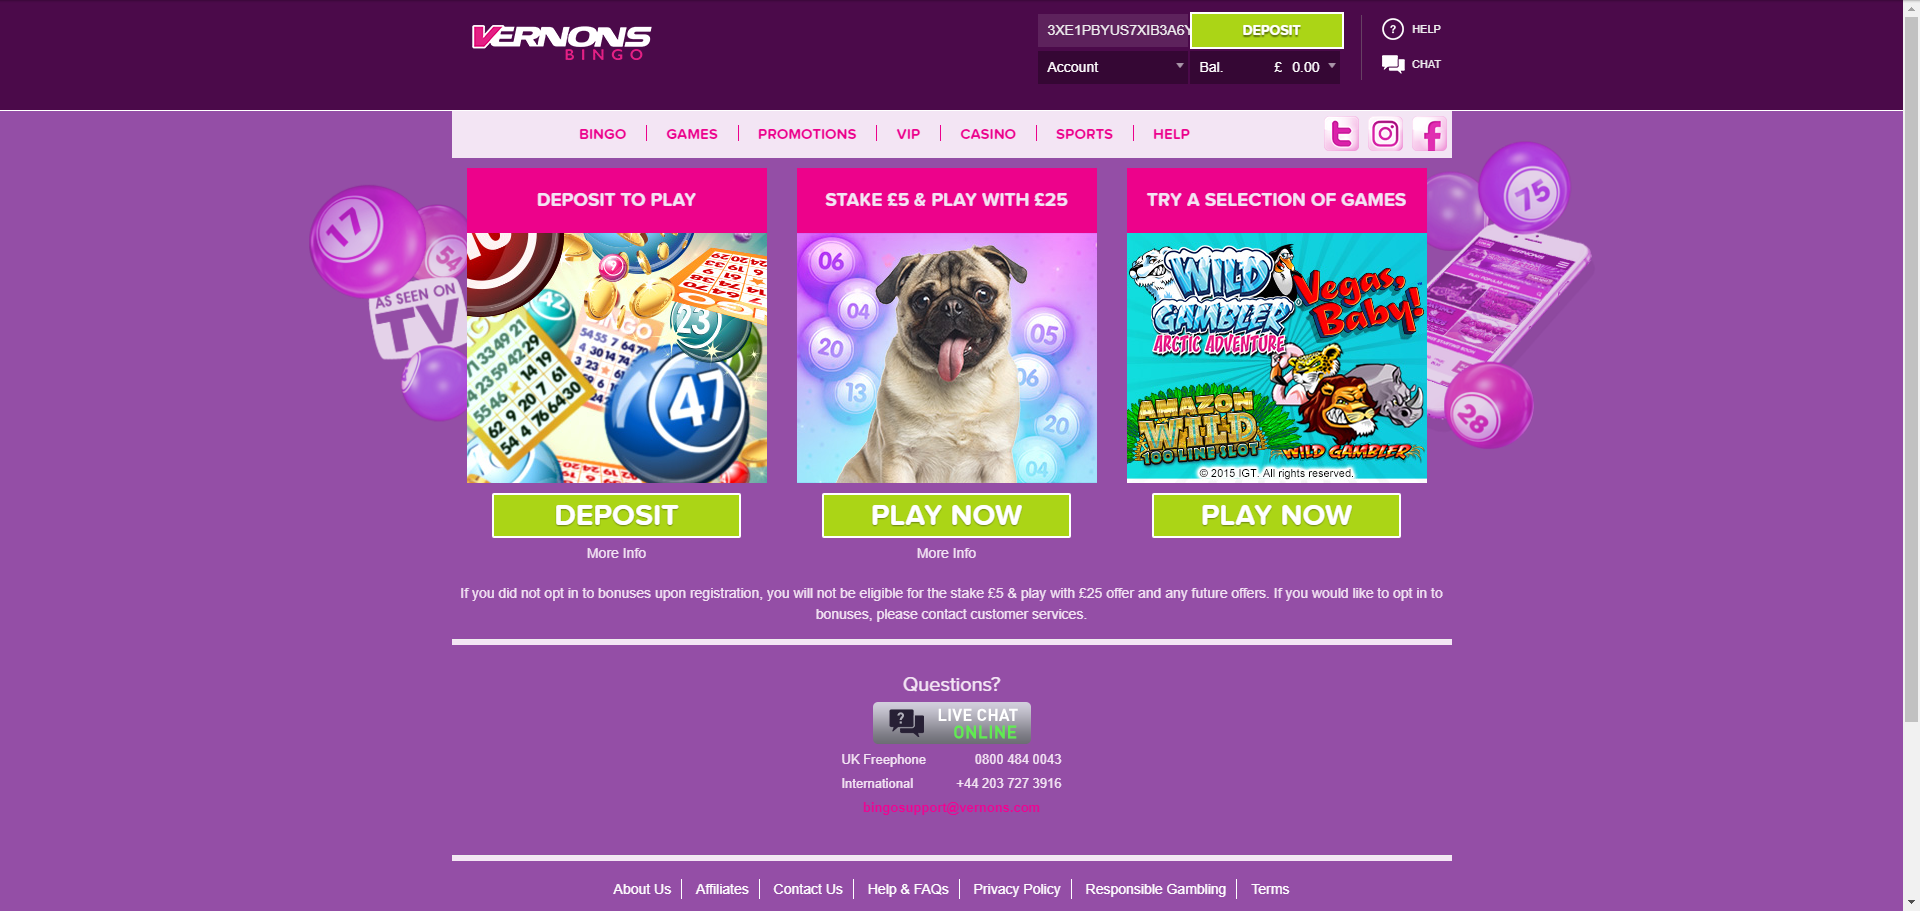 VERNONS
BINGO
3XE1PBYUS7XIB3A6Y
DEPOSIT
HELP
Account
Bal. £ 0.00
CHAT
BINGO
GAMES
PROMOTIONS
VIP
CASINO
SPORTS
HELP
DEPOSIT TO PLAY
STAKE £5 & PLAY WITH £25
TRY A SELECTION OF GAMES
17
54
AS SEEN ON
TV
42
23
47
06
04
20
13
05
06
20
04
WILD
GAMBLER
ARCTIC ADVENTURE
Vegas,
Baby!
AMAZON
WILD
100 LINE SLOT
WILD GAMBLER
© 2015 IGT. All rights reserved.
75
28
DEPOSIT
PLAY NOW
PLAY NOW
More Info
More Info
If you did not opt in to bonuses upon registration, you will not be eligible for the stake £5 & play with £25 offer and any future offers. If you would like to opt in to
bonuses, please contact customer services.
Questions?
LIVE CHAT
ONLINE
UK Freephone 0800 484 0043
International +44 203 727 3916
bingosupport@vernons.com
About Us
Affiliates
Contact Us
Help & FAQs
Privacy Policy
Responsible Gambling
Terms